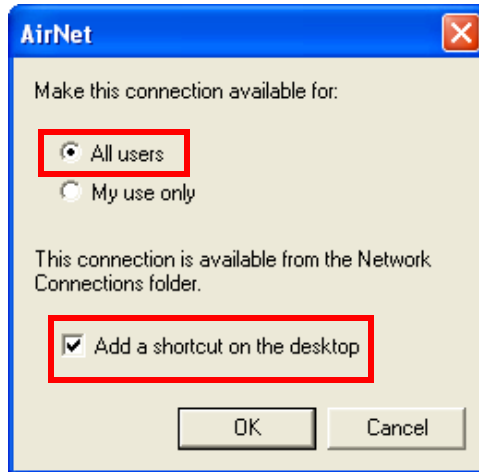 AirNet
Make this connection available for:
All users
My use only
This connection is available from the Network
Connections folder.
Add a shortcut on the desktop
OK Cancel